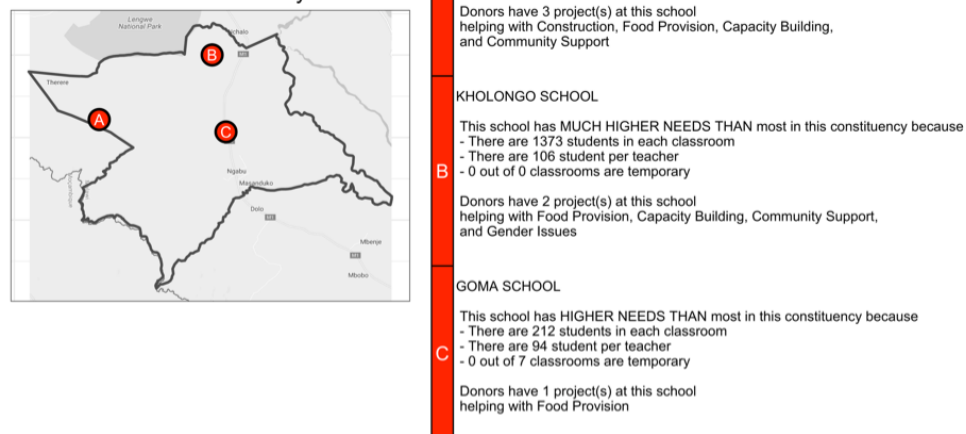 Lengwe
National Park
nchalo
M1
Therere
B
A
C
Ngabu
Masanduko
Dolo
M1
Mbenje
M1
Mbobo
Donors have 3 project(s) at this school
helping with Construction, Food Provision, Capacity Building,
and Community Support
B
KHOLONGO SCHOOL
This school has MUCH HIGHER NEEDS THAN most in this constituency because
- There are 1373 students in each classroom
- There are 106 student per teacher
- 0 out of 0 classrooms are temporary
Donors have 2 project(s) at this school
helping with Food Provision, Capacity Building, Community Support,
and Gender Issues
C
GOMA SCHOOL
This school has HIGHER NEEDS THAN most in this constituency because
- There are 212 students in each classroom
- There are 94 student per teacher
- 0 out of 7 classrooms are temporary
Donors have 1 project(s) at this school
helping with Food Provision